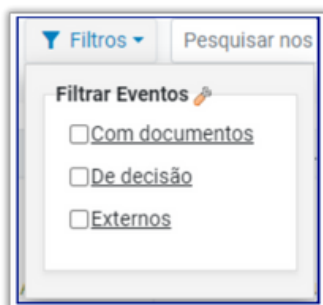 Filtros
Pesquisar nos
Filtrar Eventos
Com documentos
De decisão
Externos